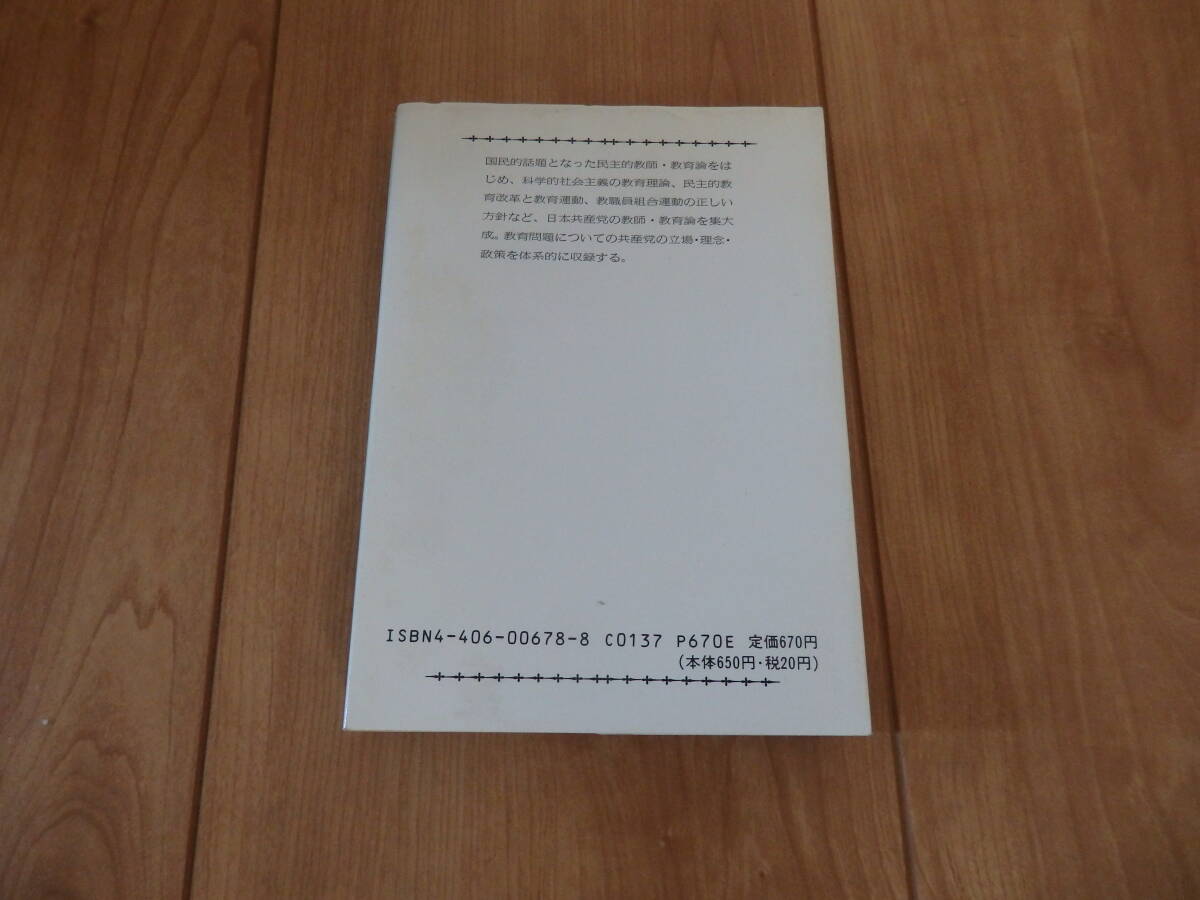 国民的話題となった民主的教師・教育論をは
じめ、科学的社会主義の教育理論、民主的教
育改革と教育運動、教職員組合運動の正しい
方針など、日本共産党の教師・教育論を集大
成。教育問題についての共産党の立場・理念・
政策を体系的に収録する。
ISBN4-406-00678-8 C0137 P670E 定価670円
(本体650円・税20円)